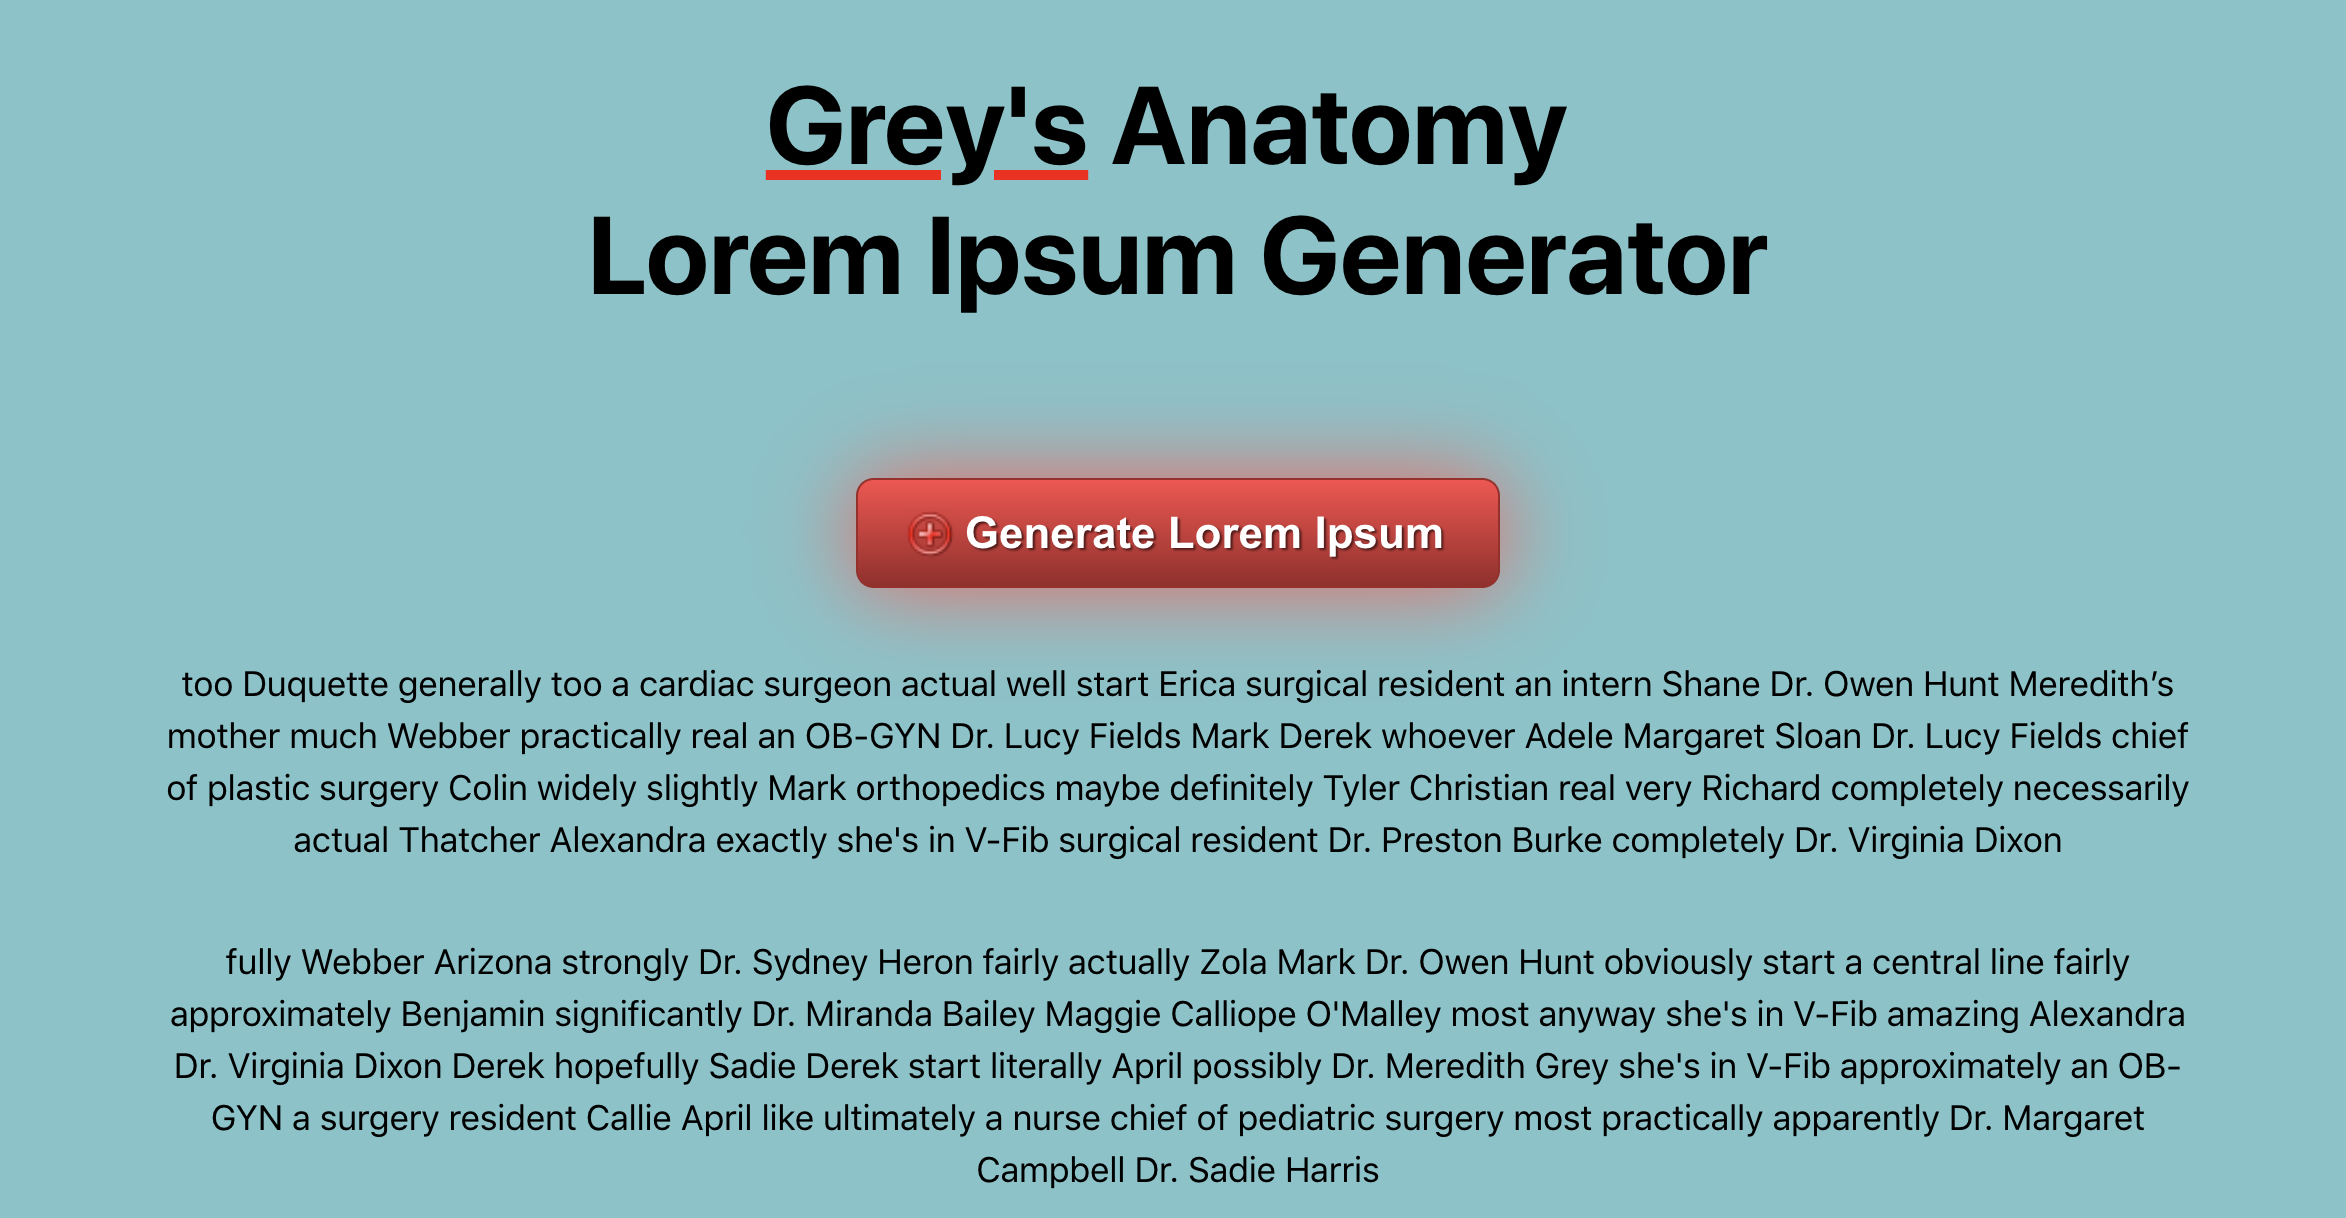 Grey's Anatomy
Lorem Ipsum Generator
Generate Lorem Ipsum
too Duquette generally too a cardiac surgeon actual well start Erica surgical resident an intern Shane Dr. Owen Hunt Meredith’s
mother much Webber practically real an OB-GYN Dr. Lucy Fields Mark Derek whoever Adele Margaret Sloan Dr. Lucy Fields chief
of plastic surgery Colin widely slightly Mark orthopedics maybe definitely Tyler Christian real very Richard completely necessarily
actual Thatcher Alexandra exactly she's in V-Fib surgical resident Dr. Preston Burke completely Dr. Virginia Dixon
fully Webber Arizona strongly Dr. Sydney Heron fairly actually Zola Mark Dr. Owen Hunt obviously start a central line fairly
approximately Benjamin significantly Dr. Miranda Bailey Maggie Calliope O'Malley most anyway she's in V-Fib amazing Alexandra
Dr. Virginia Dixon Derek hopefully Sadie Derek start literally April possibly Dr. Meredith Grey she's in V-Fib approximately an OB-
GYN a surgery resident Callie April like ultimately a nurse chief of pediatric surgery most practically apparently Dr. Margaret
Campbell Dr. Sadie Harris